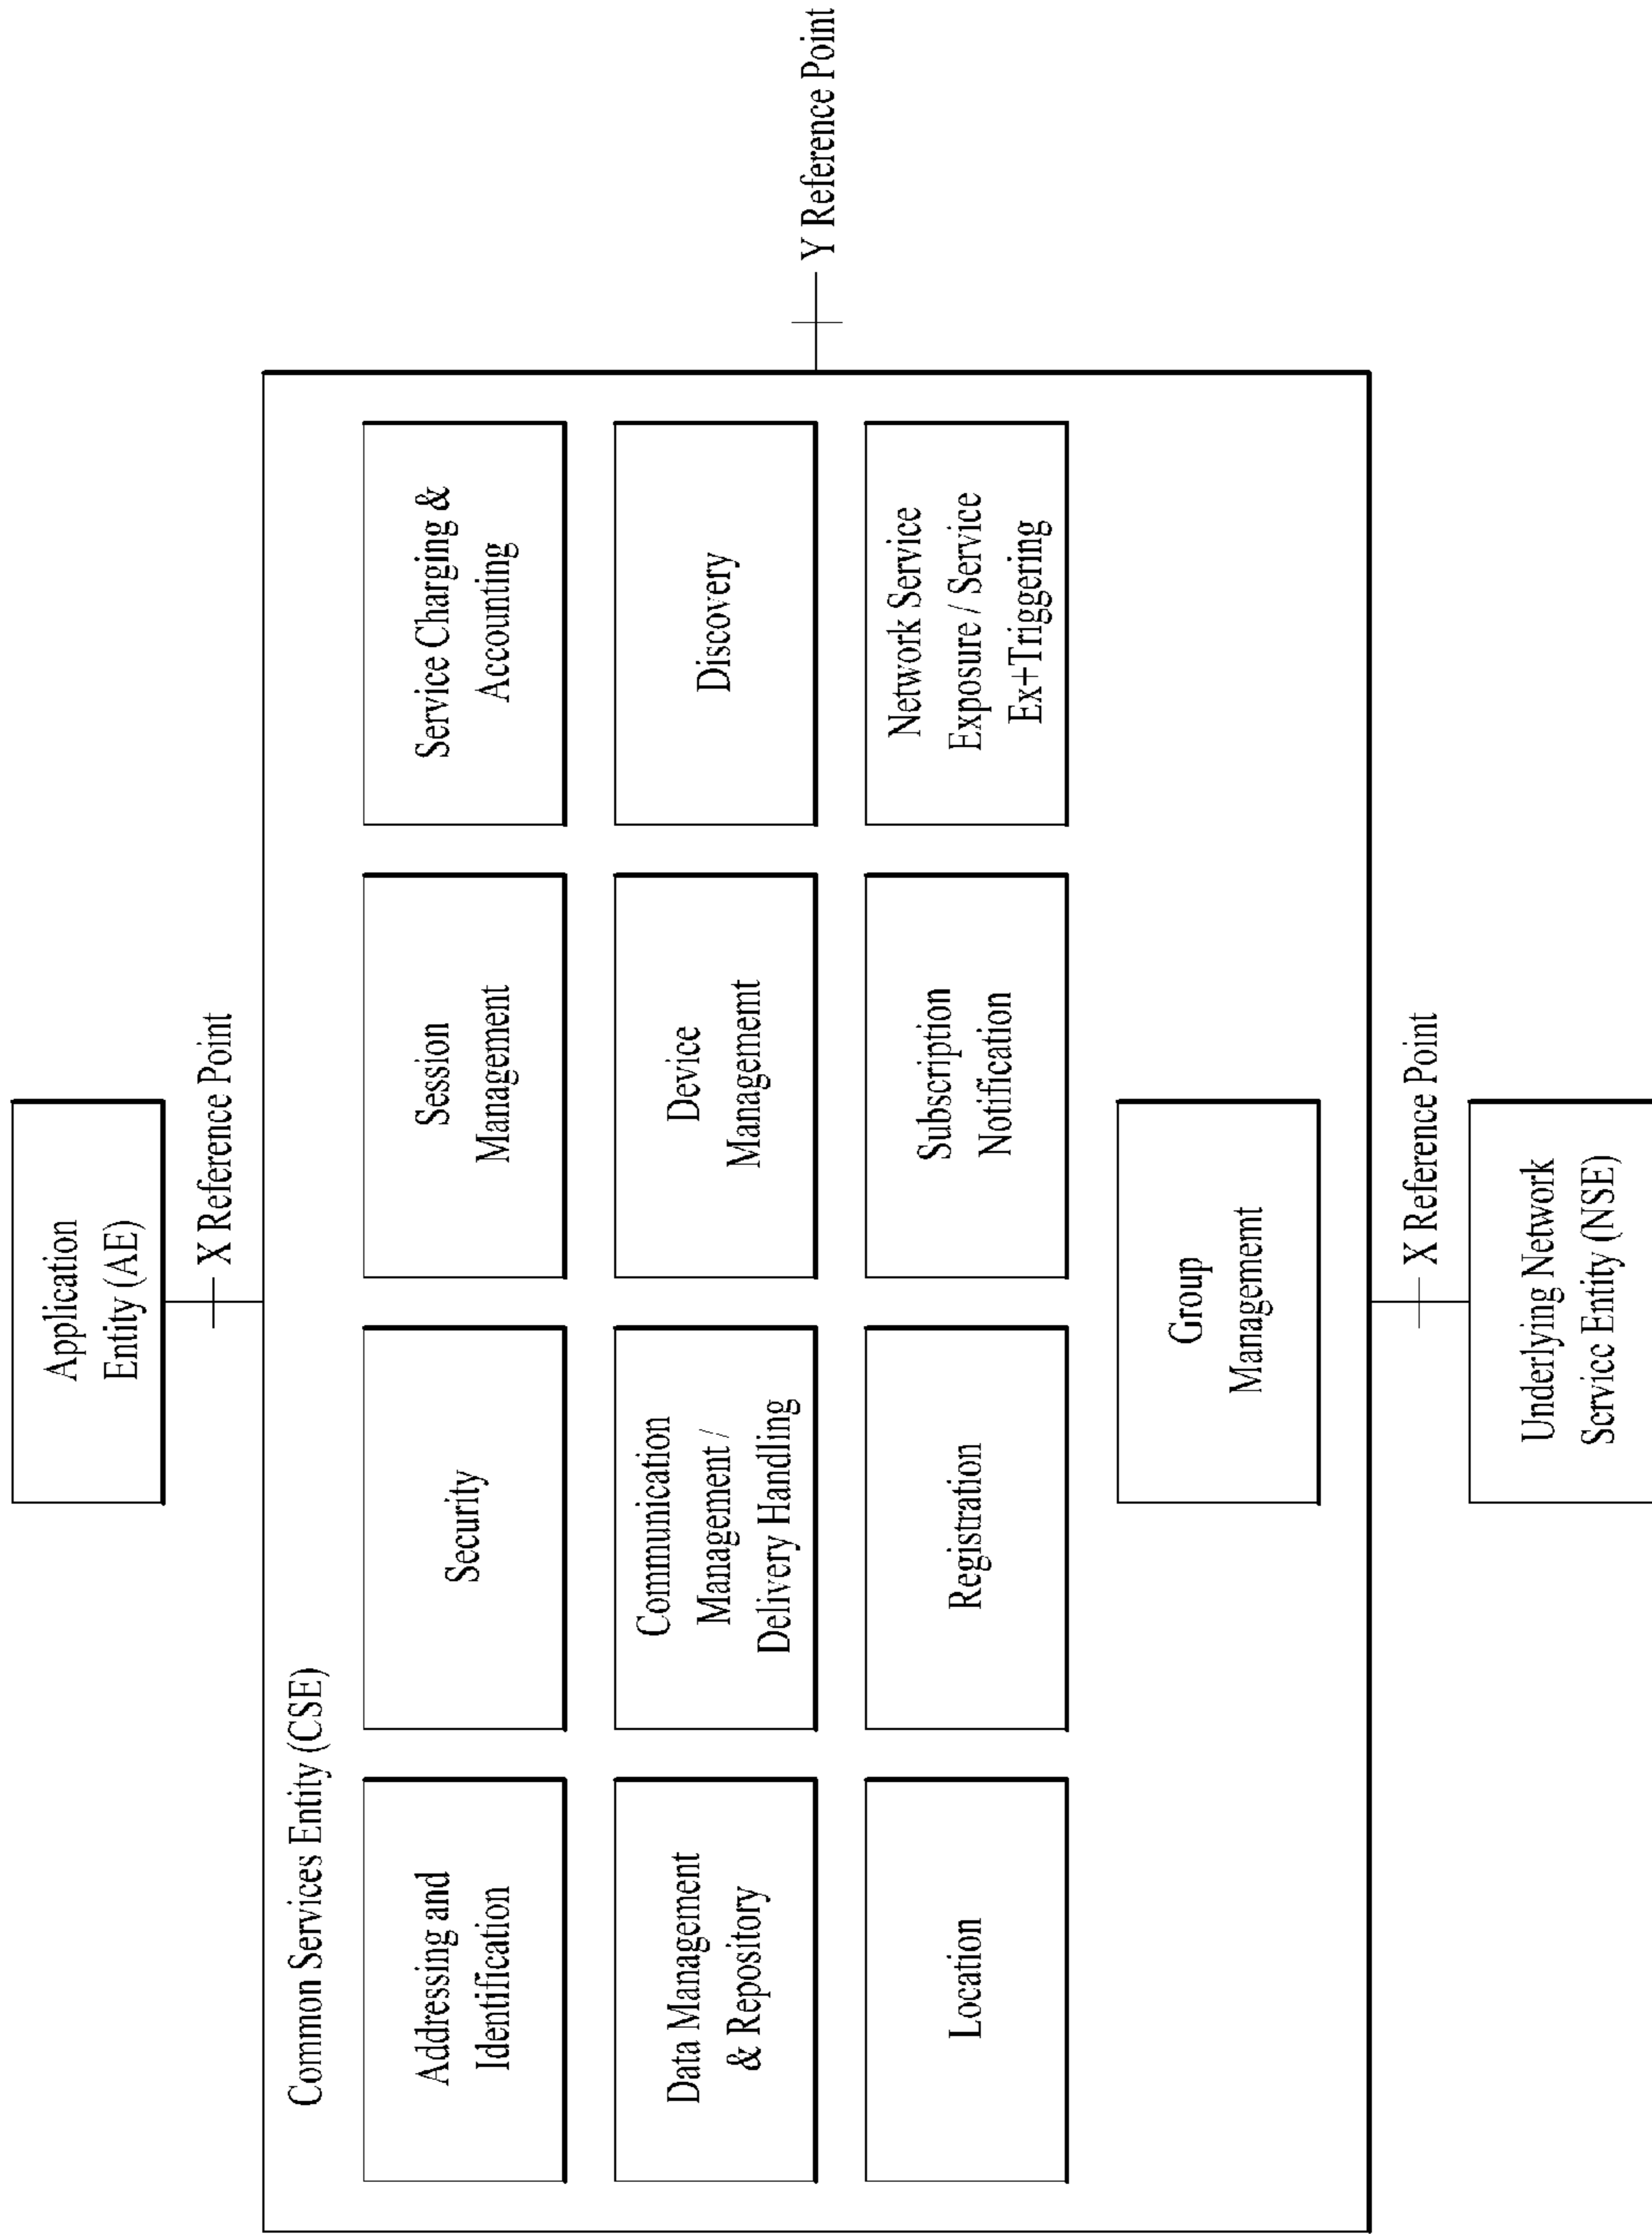 Application
Entity (AE)
X Reference Point
Common Services Entity (CSE)
Addressing and
Identification
Security
Session
Management
Service Charging &
Accounting
Data Management
& Repository
Communication
Management /
Delivery Handling
Device
Managememt
Discovery
Y Reference Point
Location
Registration
Subscription
Notification
Network Service
Exposure / Service
Ex+Triggering
Group
Managememt
X Reference Point
Underlying Network
Service Entity (NSE)